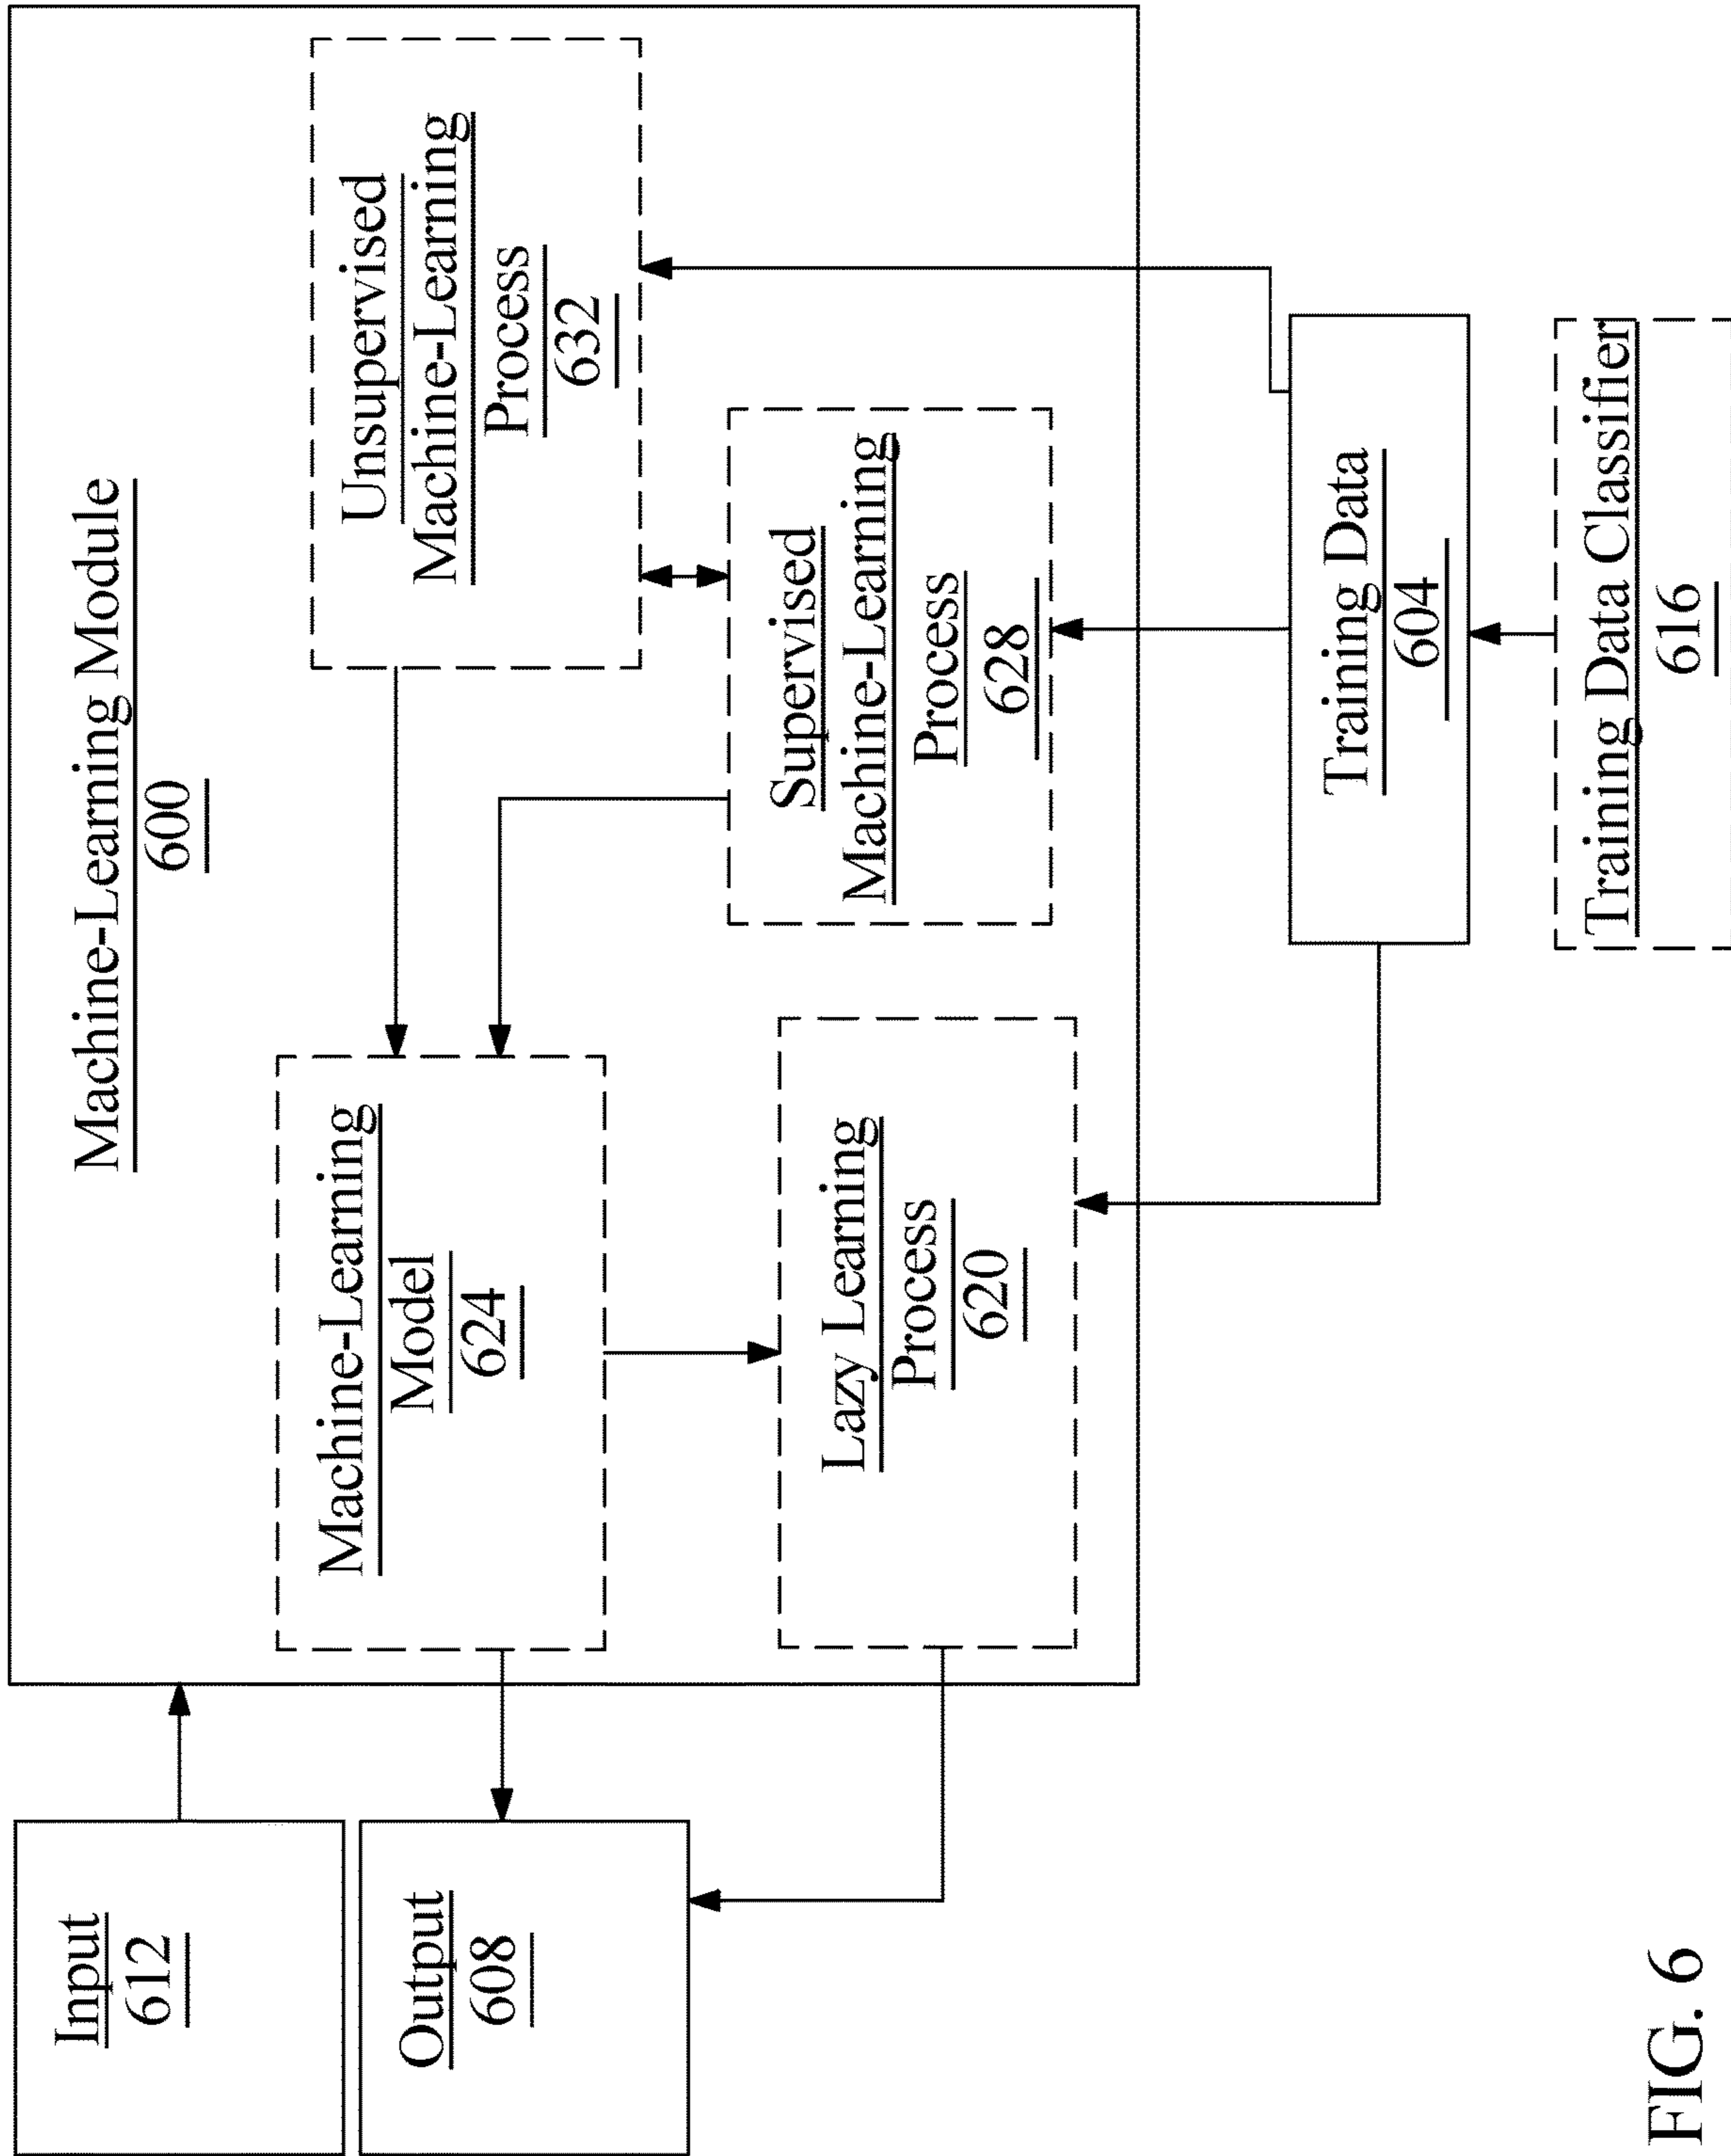 Machine-Learning Module
600
Input
612
Output
608
Machine-Learning
Model
624
Unsupervised
Machine-Learning
Process
632
Lazy Learning
Process
620
Supervised
Machine-Learning
Process
628
Training Data
604
Training Data Classifier
616
FIG. 6